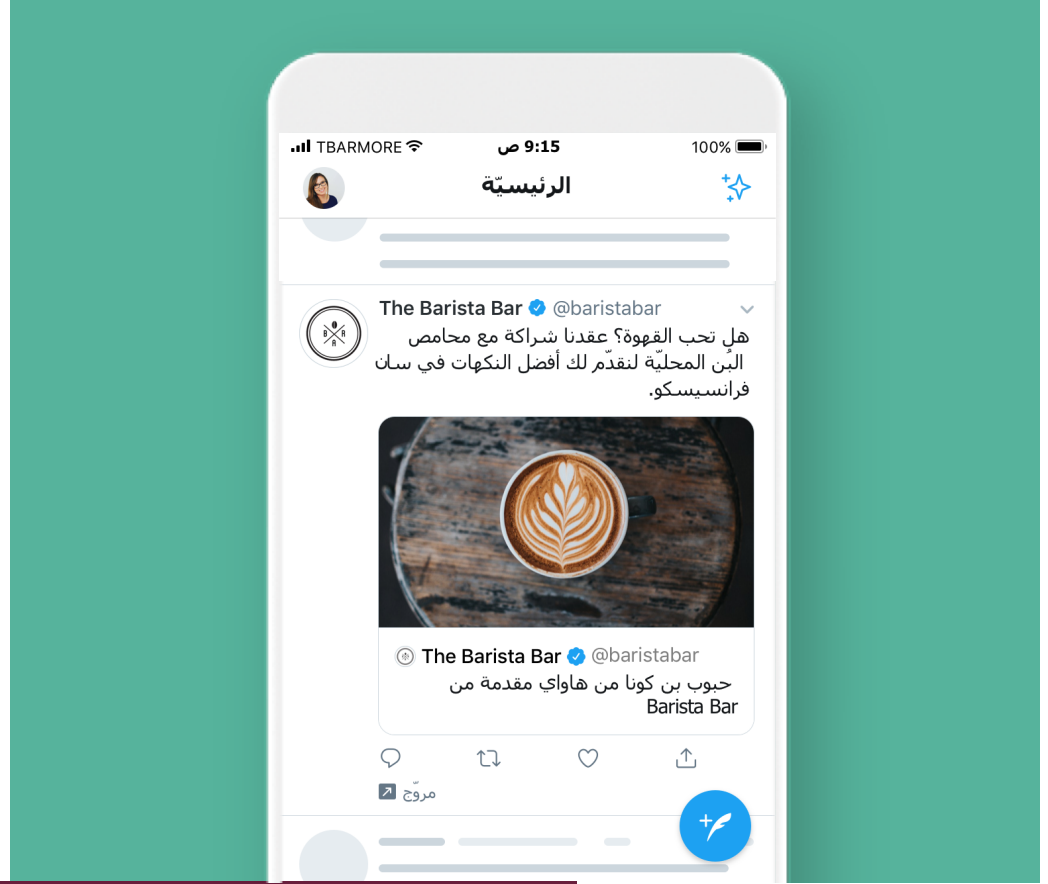 TBARMORE
9:15 ص
100%
الرئيسيّة
The Barista Bar @baristabar
هل تحب القهوة؟ عقدنا شراكة مع محامص
البُن المحليّة لنقدّم لك أفضل النكهات في سان
فرانسيسكو.
B A R A
The Barista Bar @baristabar
حبوب بن كونا من هاواي مقدمة من
Barista Bar
مروّج